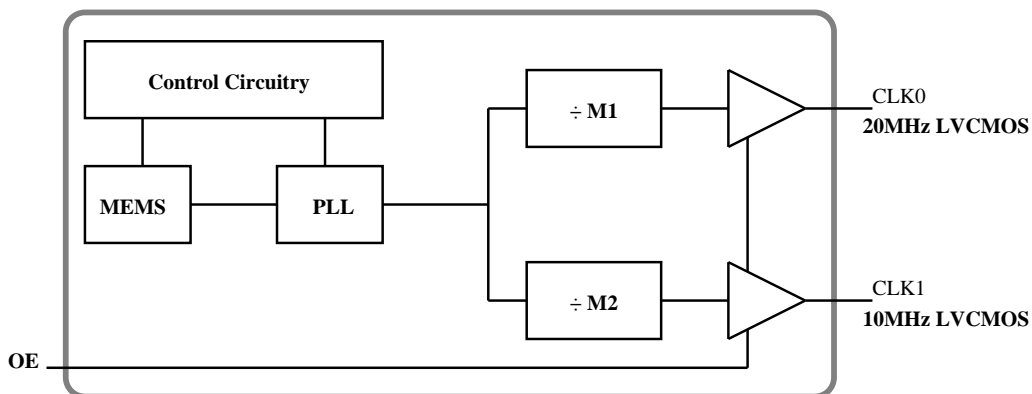 Control Circuitry
MEMS
PLL
÷ M1
÷ M2
CLK0
20MHz LVCMOS
CLK1
10MHz LVCMOS
OE